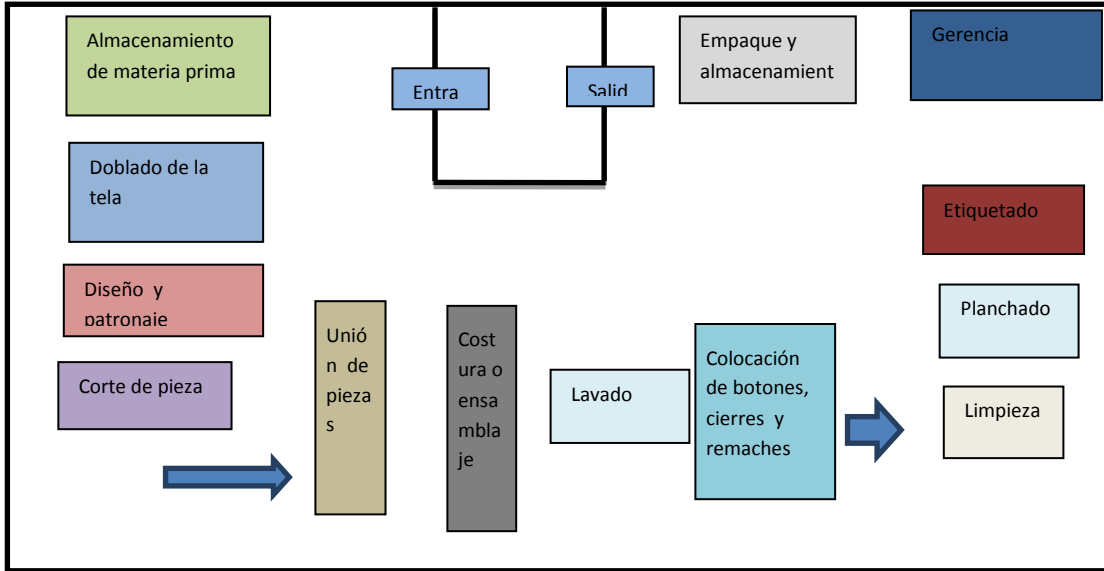 Almacenamiento
de materia prima
Entra
Salid
Empaque y
almacenamient
Gerencia
Doblado de la
tela
Etiquetado
Diseño y
patronaje
Planchado
Unió
n de
pieza
s
Cost
ura o
ensa
mbla
je
Colocación
de botones,
cierres y
remaches
Corte de pieza
Lavado
Limpieza